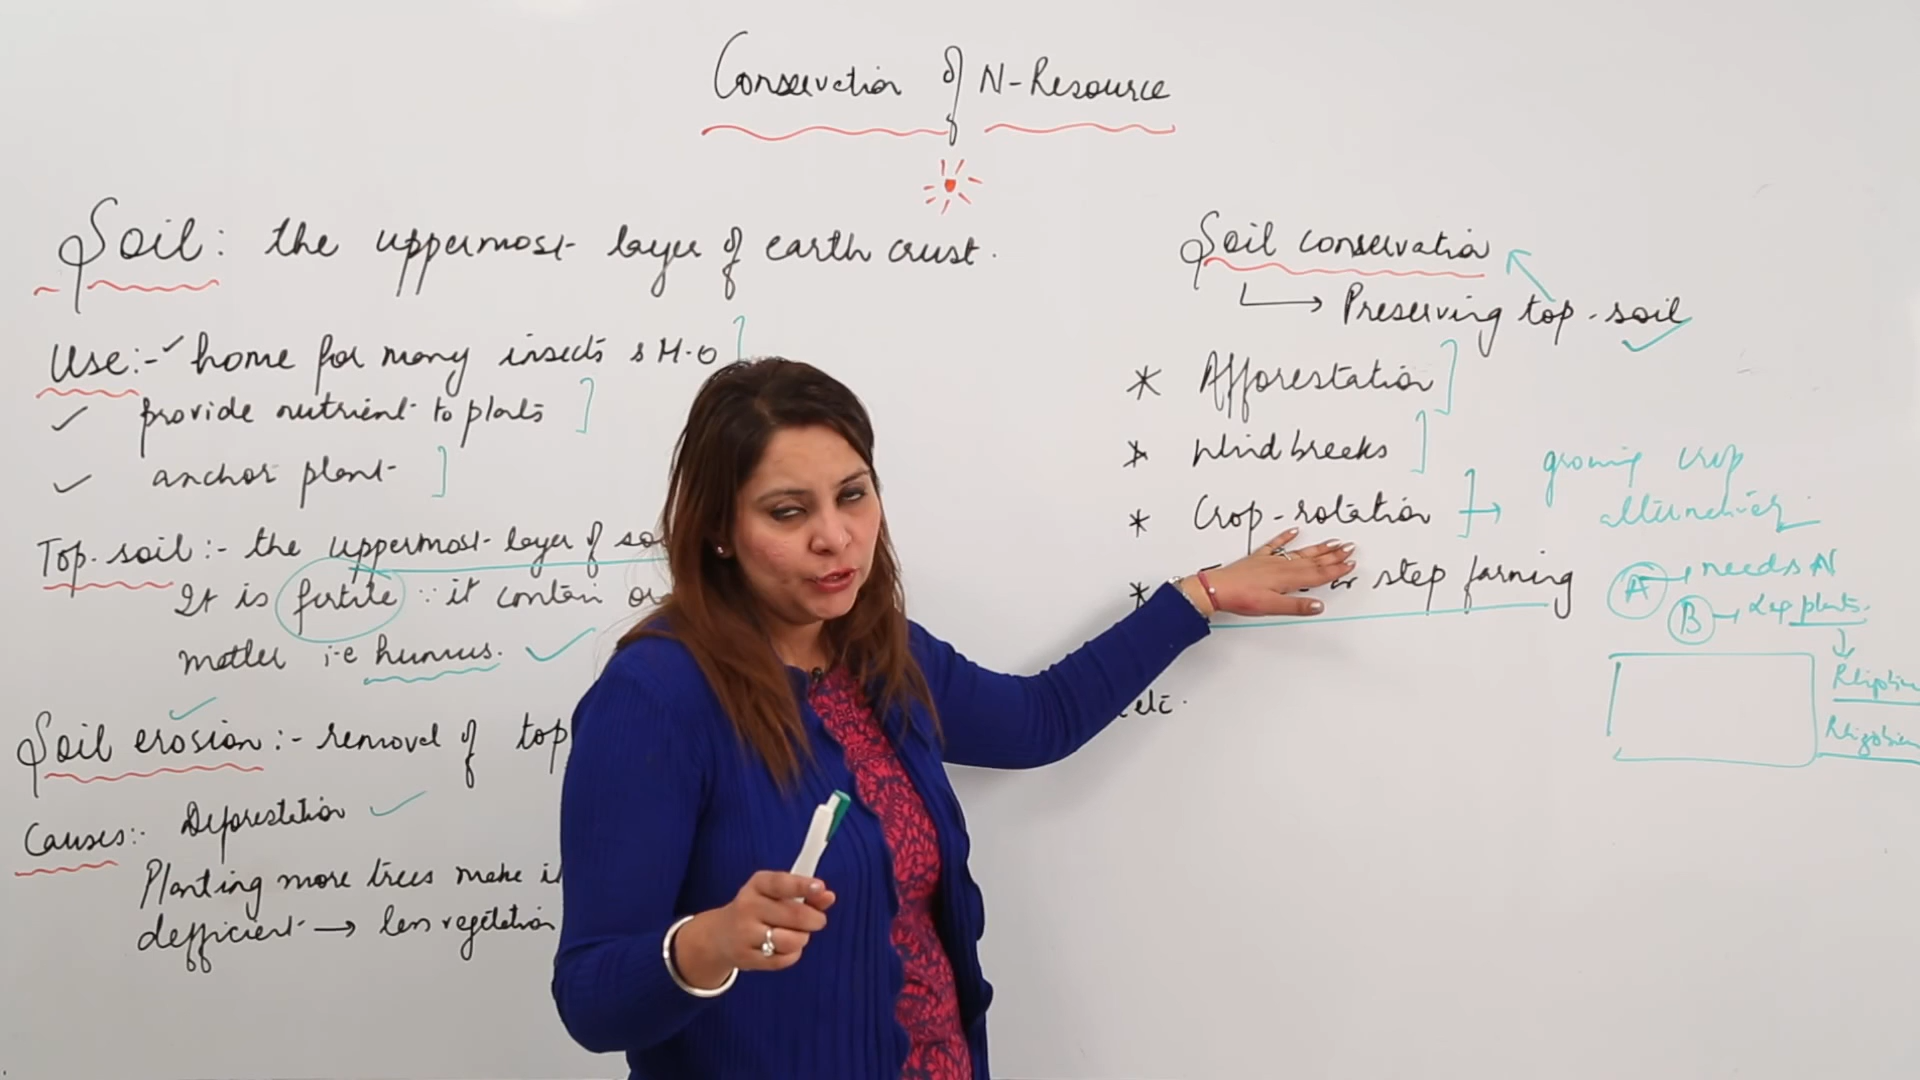 Conservation of N-Resource
Soil: the uppermost layer of earth crust.
Use:- home for many insects & M.O
provide nutrient to plants
anchor plant
Top-soil:- the uppermost layer of
It is fertile ∵ it contain
matter i.e humus.
Soil erosion:- removal of top
Causes:- Deforestation
Planting more trees make
defficient → less vegetation
Soil conservation
Preserving top-soil
* Afforestation
* Wind breaks
* Crop-rotation → growing crop
alternatively
* step farming
etc.
A → needs N
B → Leg plants.
Rhizobium